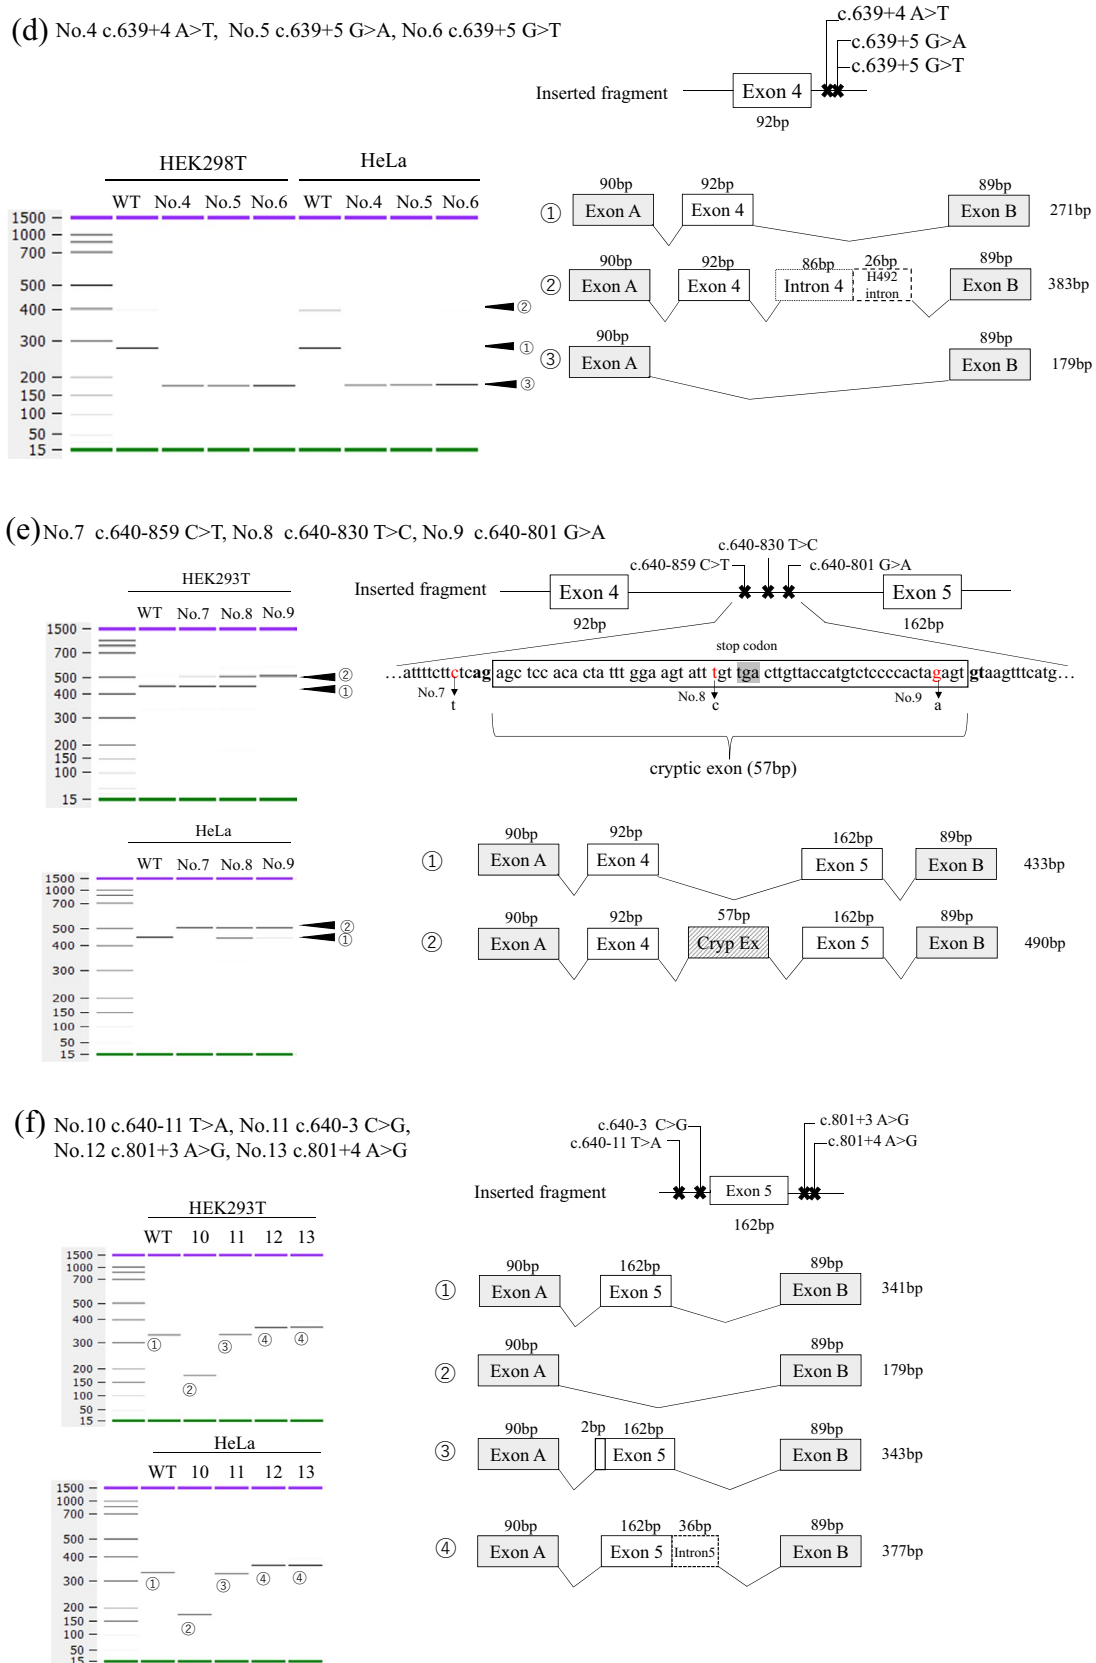 (d) No.4 c.639+4 A>T, No.5 c.639+5 G>A, No.6 c.639+5 G>T
c.639+4 A>T
c.639+5 G>A
c.639+5 G>T
Inserted fragment
Exon 4
92bp
HEK298T
HeLa
WT No.4 No.5 No.6 WT No.4 No.5 No.6
1500
1000
700
500
400
300
200
150
100
50
15
②
①
③
90bp 92bp 89bp
① Exon A Exon 4 Exon B 271bp
90bp 92bp 86bp 26bp 89bp
② Exon A Exon 4 Intron 4 H492 intron Exon B 383bp
90bp 89bp
③ Exon A Exon B 179bp
(e) No.7 c.640-859 C>T, No.8 c.640-830 T>C, No.9 c.640-801 G>A
HEK293T
WT No.7 No.8 No.9
1500
700
500
400
300
200
150
100
15
②
①
c.640-830 T>C
c.640-859 C>T
c.640-801 G>A
Inserted fragment
Exon 4
Exon 5
92bp
162bp
stop codon
…attttcttctcag agc tcc aca cta ttt gga agt att tgt tga cttgttaccatgtctccccactagagt gtaagtttcatg…
No.7
t
No.8
c
No.9
a
cryptic exon (57bp)
HeLa
WT No.7 No.8 No.9
1500
1000
700
500
400
300
200
150
100
50
15
②
①
90bp 92bp 162bp 89bp
① Exon A Exon 4 Exon 5 Exon B 433bp
90bp 92bp 57bp 162bp 89bp
② Exon A Exon 4 Cryp Ex Exon 5 Exon B 490bp
(f) No.10 c.640-11 T>A, No.11 c.640-3 C>G,
No.12 c.801+3 A>G, No.13 c.801+4 A>G
c.640-3 C>G
c.640-11 T>A
c.801+3 A>G
c.801+4 A>G
Inserted fragment
Exon 5
162bp
HEK293T
WT 10 11 12 13
1500
1000
700
500
400
300
200
150
100
50
15
① ② ③ ④ ④
HeLa
WT 10 11 12 13
1500
1000
700
500
400
300
200
150
100
50
15
① ② ③ ④ ④
90bp 162bp 89bp
① Exon A Exon 5 Exon B 341bp
90bp 89bp
② Exon A Exon B 179bp
90bp 2bp 162bp 89bp
③ Exon A Exon 5 Exon B 343bp
90bp 162bp 36bp 89bp
④ Exon A Exon 5 Intron5 Exon B 377bp